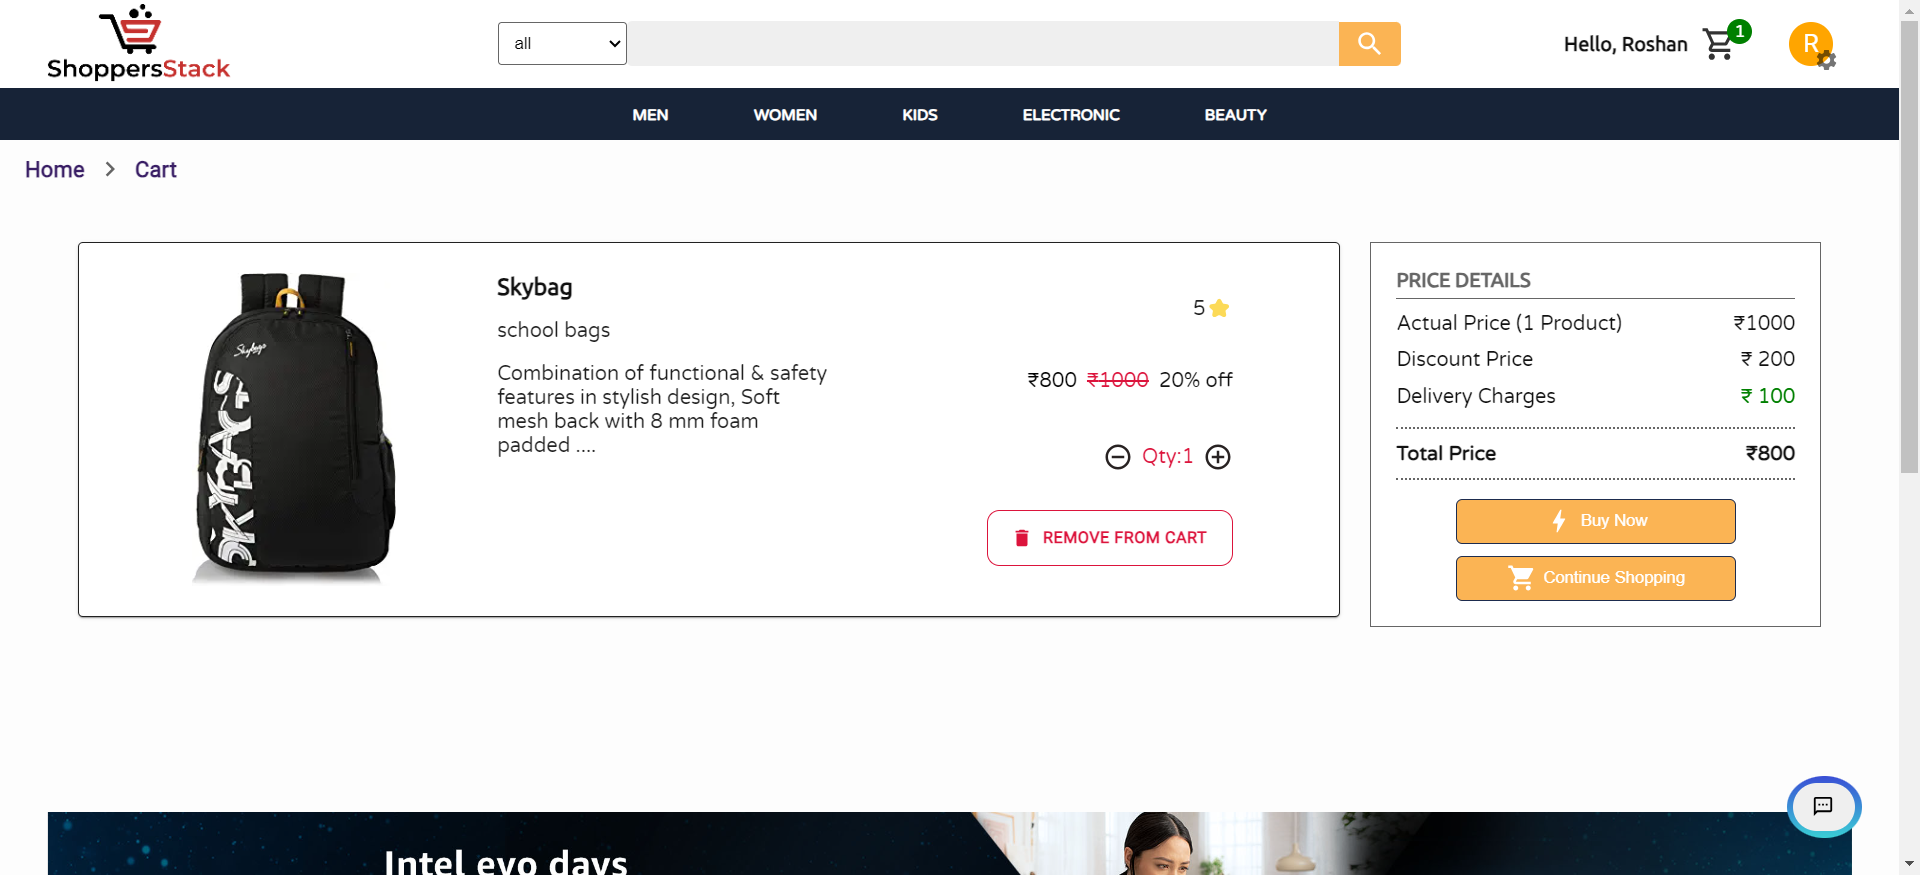 ShoppersStack
all
Hello, Roshan
1
R
MEN WOMEN KIDS ELECTRONIC BEAUTY
Home > Cart
Skybag
school bags
Combination of functional & safety
features in stylish design, Soft
mesh back with 8 mm foam
padded ....
5
₹800 ₹1000 20% off
Qty:1
REMOVE FROM CART
Skybags
SKYBAGS
PRICE DETAILS
Actual Price (1 Product) ₹1000
Discount Price ₹ 200
Delivery Charges ₹ 100
Total Price ₹800
Buy Now
Continue Shopping
Intel evo days